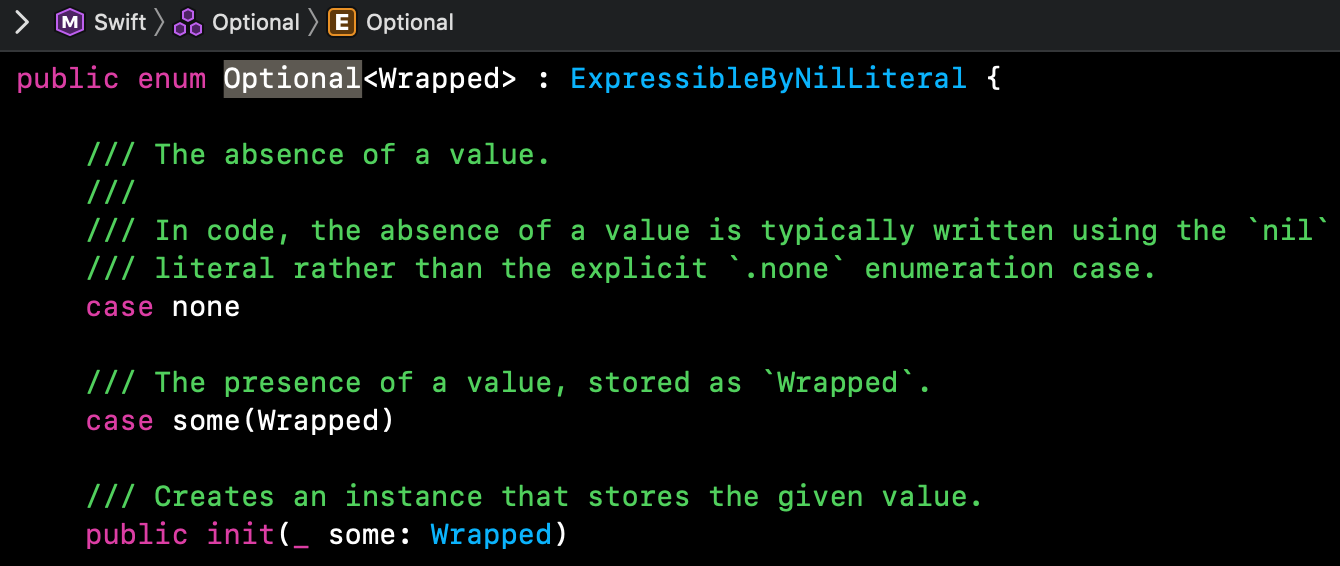 M Swift Optional E Optional
public enum Optional<Wrapped> : ExpressibleByNilLiteral {
/// The absence of a value.
///
/// In code, the absence of a value is typically written using the `nil`
/// literal rather than the explicit `.none` enumeration case.
case none
/// The presence of a value, stored as `Wrapped`.
case some(Wrapped)
/// Creates an instance that stores the given value.
public init(_ some: Wrapped)